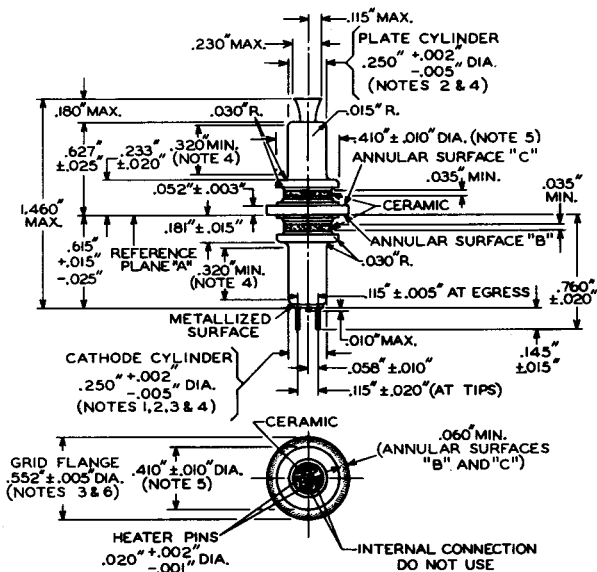 .115" MAX.
.230" MAX.
PLATE CYLINDER
.250" +.002" -.005" DIA.
(NOTES 2 & 4)
.180" MAX.
.030" R.
.015" R.
.627" ±.025"
.233" ±.020"
.320" MIN.
(NOTE 4)
.410" ±.010" DIA. (NOTE 5)
ANNULAR SURFACE "C"
.035" MIN.
.035" MIN.
.052" ±.003"
CERAMIC
1.460" MAX.
.181" ±.015"
ANNULAR SURFACE "B"
.615" +.015" -.025"
REFERENCE
PLANE "A"
.030" R.
.320" MIN.
(NOTE 4)
.760" ±.020"
.115" ±.005" AT EGRESS
METALLIZED
SURFACE
.010" MAX.
.145" ±.015"
CATHODE CYLINDER
.250" +.002" -.005" DIA.
(NOTES 1,2,3 & 4)
.058" ±.010"
.115" ±.020" (AT TIPS)
CERAMIC
.060" MIN.
(ANNULAR SURFACES
"B" AND "C")
GRID FLANGE
.552" ±.005" DIA.
(NOTES 3 & 6)
.410" ±.010" DIA.
(NOTE 5)
HEATER PINS
.020" +.002" -.001" DIA.
INTERNAL CONNECTION
DO NOT USE